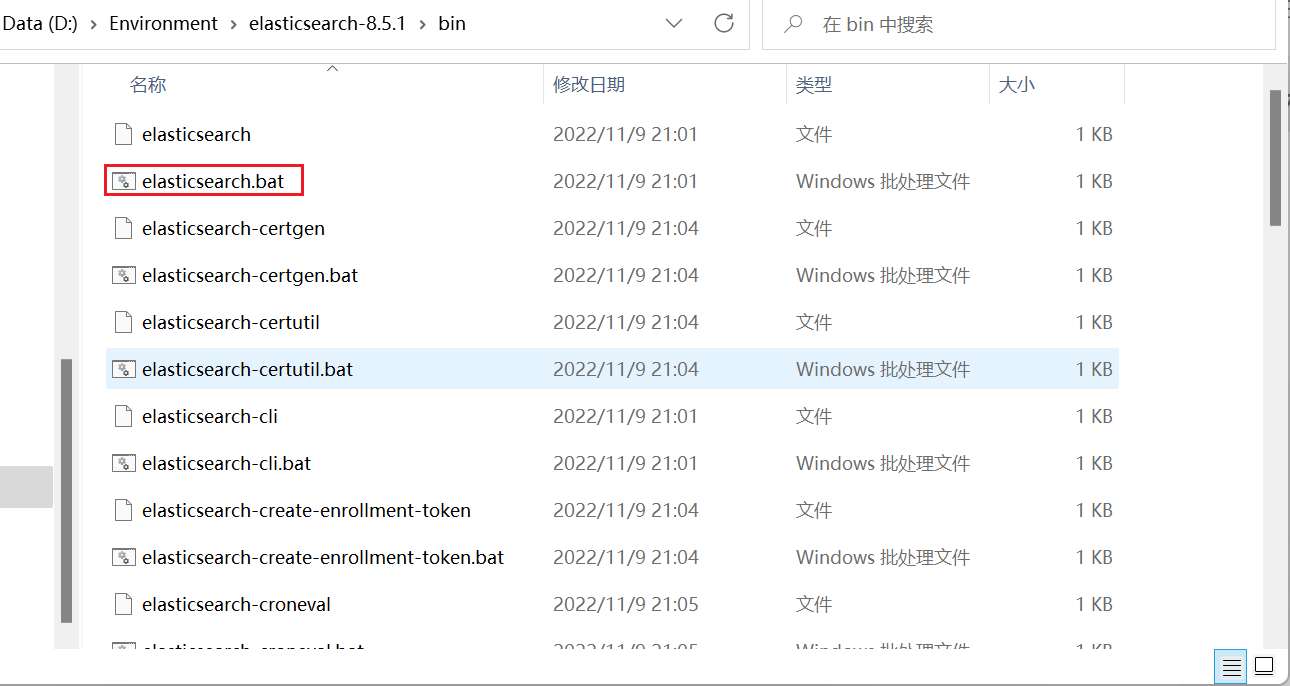 Data (D:) > Environment > elasticsearch-8.5.1 > bin
在 bin 中搜索
名称 修改日期 类型 大小
elasticsearch 2022/11/9 21:01 文件 1 KB
elasticsearch.bat 2022/11/9 21:01 Windows 批处理文件 1 KB
elasticsearch-certgen 2022/11/9 21:04 文件 1 KB
elasticsearch-certgen.bat 2022/11/9 21:04 Windows 批处理文件 1 KB
elasticsearch-certutil 2022/11/9 21:04 文件 1 KB
elasticsearch-certutil.bat 2022/11/9 21:04 Windows 批处理文件 1 KB
elasticsearch-cli 2022/11/9 21:01 文件 1 KB
elasticsearch-cli.bat 2022/11/9 21:01 Windows 批处理文件 1 KB
elasticsearch-create-enrollment-token 2022/11/9 21:04 文件 1 KB
elasticsearch-create-enrollment-token.bat 2022/11/9 21:04 Windows 批处理文件 1 KB
elasticsearch-croneval 2022/11/9 21:05 文件 1 KB